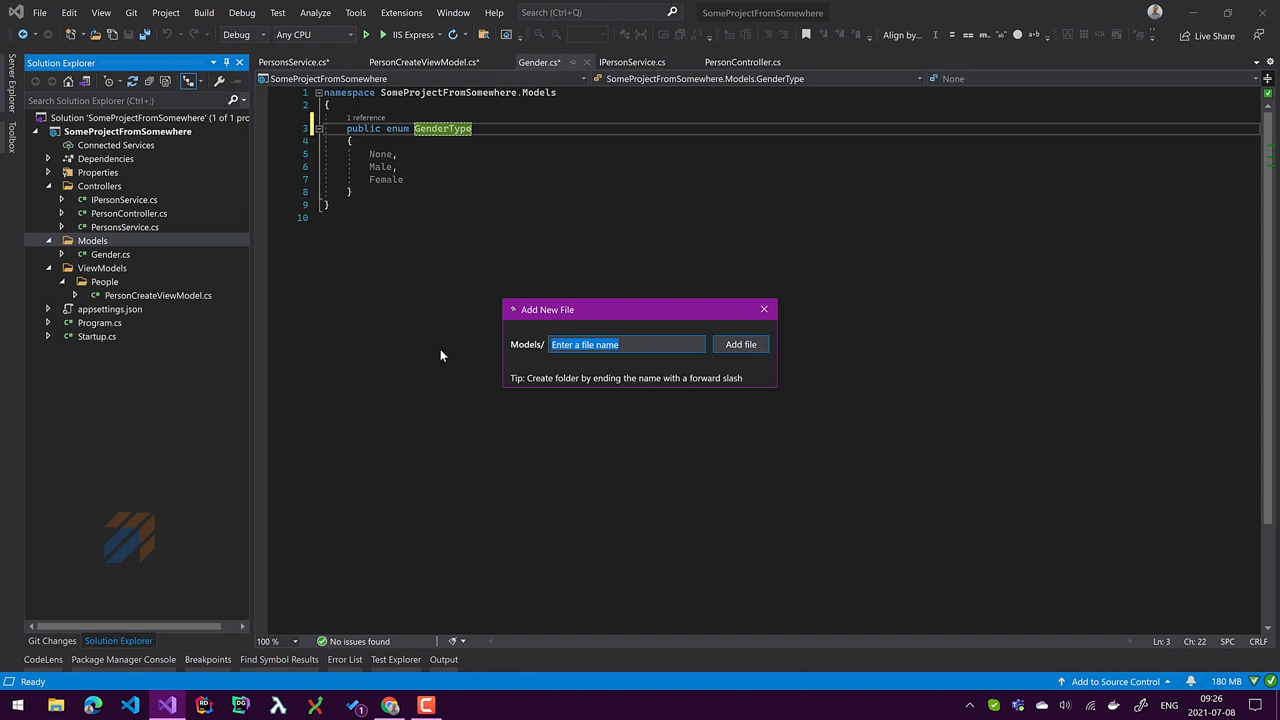 File Edit View Git Project Build Debug Test Analyze Tools Extensions Window Help Search (Ctrl+Q) SomeProjectFromSomewhere
Debug Any CPU IIS Express Align by... Live Share
Server Explorer
Toolbox
Solution Explorer
Search Solution Explorer (Ctrl+;)
Solution 'SomeProjectFromSomewhere' (1 of 1 pro
SomeProjectFromSomewhere
Connected Services
Dependencies
Properties
Controllers
IPersonService.cs
PersonController.cs
PersonsService.cs
Models
Gender.cs
ViewModels
People
PersonCreateViewModel.cs
appsettings.json
Program.cs
Startup.cs
Git Changes Solution Explorer
PersonsService.cs* PersonCreateViewModel.cs* Gender.cs* IPersonService.cs PersonController.cs
SomeProjectFromSomewhere SomeProjectFromSomewhere.Models.GenderType None
1 namespace SomeProjectFromSomewhere.Models
2 {
1 reference
3 public enum GenderType
4 {
5 None,
6 Male,
7 Female
8 }
9 }
10
Add New File
Models/ Enter a file name Add file
Tip: Create folder by ending the name with a forward slash
100 % No issues found Ln: 3 Ch: 22 SPC CRLF
CodeLens Package Manager Console Breakpoints Find Symbol Results Error List Test Explorer Output
Ready Add to Source Control 180 MB
ENG 09:26
2021-07-08